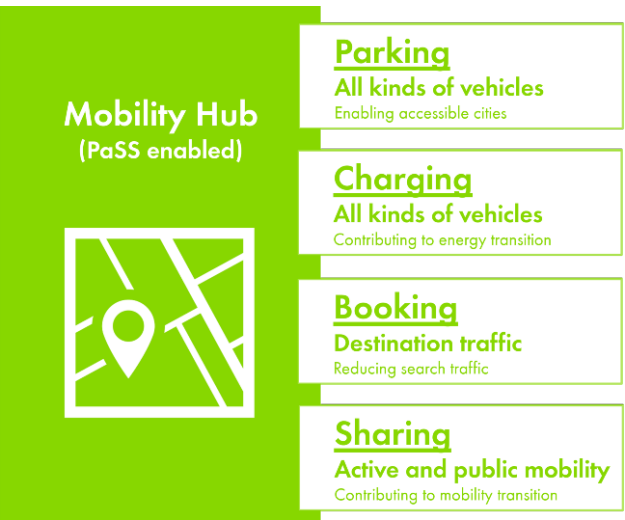 Mobility Hub
(PaSS enabled)
Parking
All kinds of vehicles
Enabling accessible cities
Charging
All kinds of vehicles
Contributing to energy transition
Booking
Destination traffic
Reducing search traffic
Sharing
Active and public mobility
Contributing to mobility transition